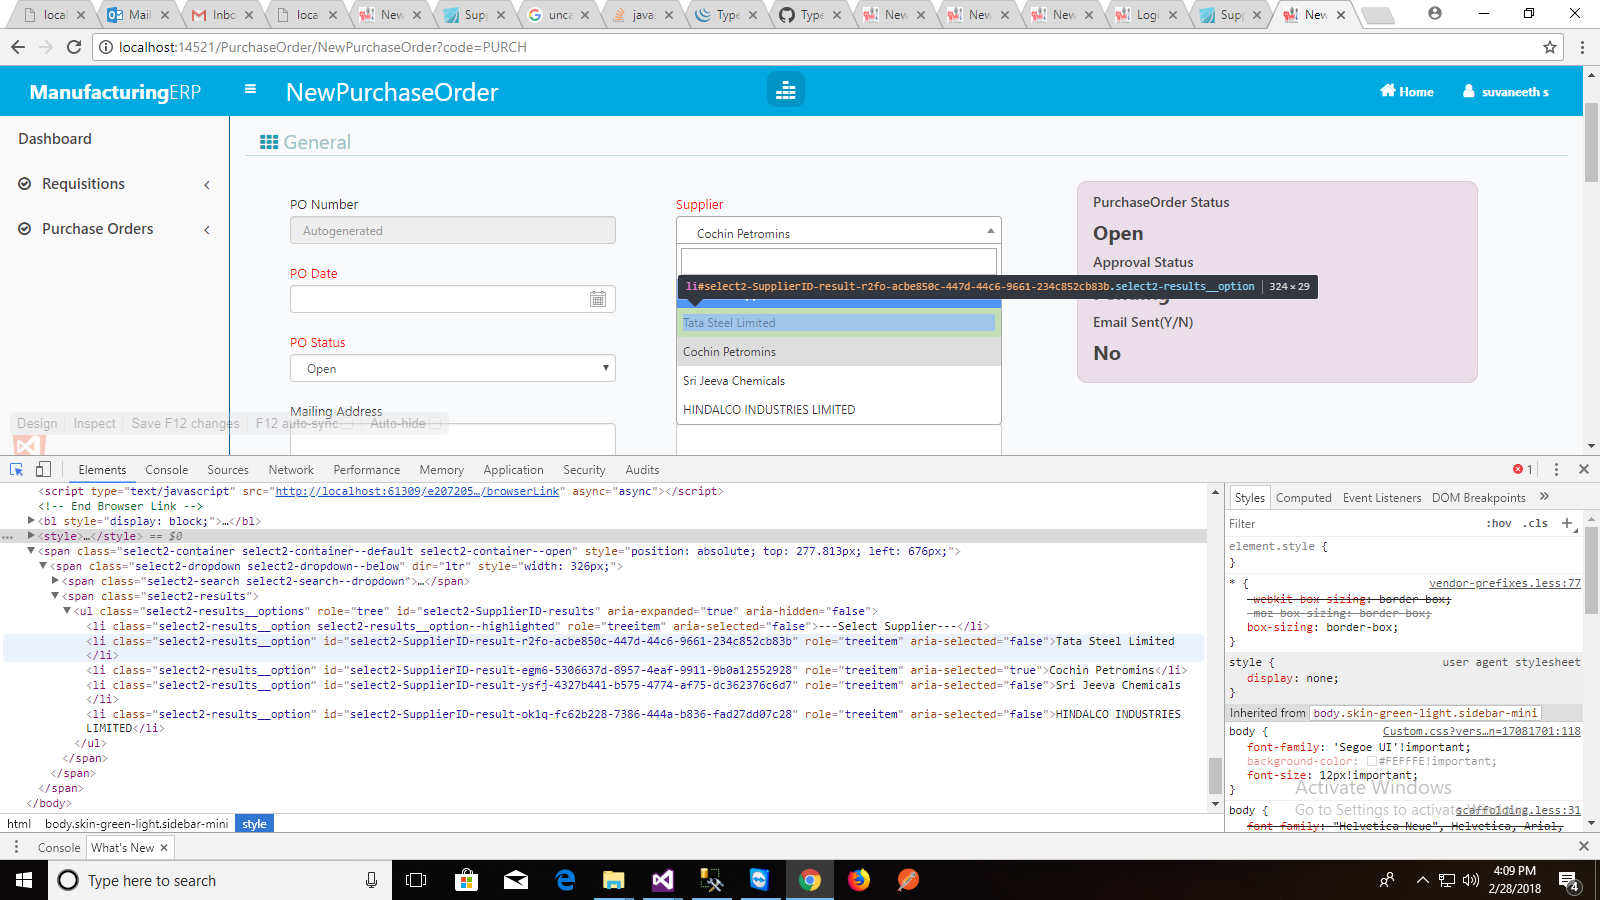 local
Mail
Inbo
loca
New
Supp
unca
javas
Type
Type
New
New
New
Logi
Supp
New
localhost:14521/PurchaseOrder/NewPurchaseOrder?code=PURCH
ManufacturingERP
NewPurchaseOrder
Home
suvaneeth s
Dashboard
Requisitions
Purchase Orders
General
PO Number
Autogenerated
PO Date
PO Status
Open
Mailing Address
Supplier
Cochin Petromins
li#select2-SupplierID-result-r2fo-acbe850c-447d-44c6-9661-234c852cb83b.select2-results__option | 324×29
Tata Steel Limited
Cochin Petromins
Sri Jeeva Chemicals
HINDALCO INDUSTRIES LIMITED
PurchaseOrder Status
Open
Approval Status
Email Sent(Y/N)
No
Design Inspect Save F12 changes F12 auto-sync Auto-hide
Elements Console Sources Network Performance Memory Application Security Audits
1
<script type="text/javascript" src="http://localhost:61309/e207205…/browserLink" async="async"></script>
<!-- End Browser Link -->
<bl style="display: block;">…</bl>
<style>…</style> == $0
<span class="select2-container select2-container--default select2-container--open" style="position: absolute; top: 277.813px; left: 676px;">
<span class="select2-dropdown select2-dropdown--below" dir="ltr" style="width: 326px;">
<span class="select2-search select2-search--dropdown">…</span>
<span class="select2-results">
<ul class="select2-results__options" role="tree" id="select2-SupplierID-results" aria-expanded="true" aria-hidden="false">
<li class="select2-results__option select2-results__option--highlighted" role="treeitem" aria-selected="false">---Select Supplier---</li>
<li class="select2-results__option" id="select2-SupplierID-result-r2fo-acbe850c-447d-44c6-9661-234c852cb83b" role="treeitem" aria-selected="false">Tata Steel Limited
</li>
<li class="select2-results__option" id="select2-SupplierID-result-egm6-5306637d-8957-4eaf-9911-9b0a12552928" role="treeitem" aria-selected="true">Cochin Petromins</li>
<li class="select2-results__option" id="select2-SupplierID-result-ysfj-4327b441-b575-4774-af75-dc362376c6d7" role="treeitem" aria-selected="false">Sri Jeeva Chemicals
</li>
<li class="select2-results__option" id="select2-SupplierID-result-ok1q-fc62b228-7386-444a-b836-fad27dd07c28" role="treeitem" aria-selected="false">HINDALCO INDUSTRIES
LIMITED</li>
</ul>
</span>
</span>
</span>
</body>
html body.skin-green-light.sidebar-mini style
Styles Computed Event Listeners DOM Breakpoints »
Filter :hov .cls +
element.style {
}
* { vendor-prefixes.less:77
-webkit-box-sizing: border-box;
-moz-box-sizing: border-box;
box-sizing: border-box;
}
style { user agent stylesheet
display: none;
}
Inherited from body.skin-green-light.sidebar-mini
body { Custom.css?vers…n=17081701:118
font-family: 'Segoe UI'!important;
background-color: #FEFFFE!important;
font-size: 12px!important;
}
Activate Windows
Go to Settings to activate
body { scaffolding.less:31
font-family: "Helvetica Neue", Helvetica, Arial,
Console What's New
Type here to search
4:09 PM
2/28/2018
4